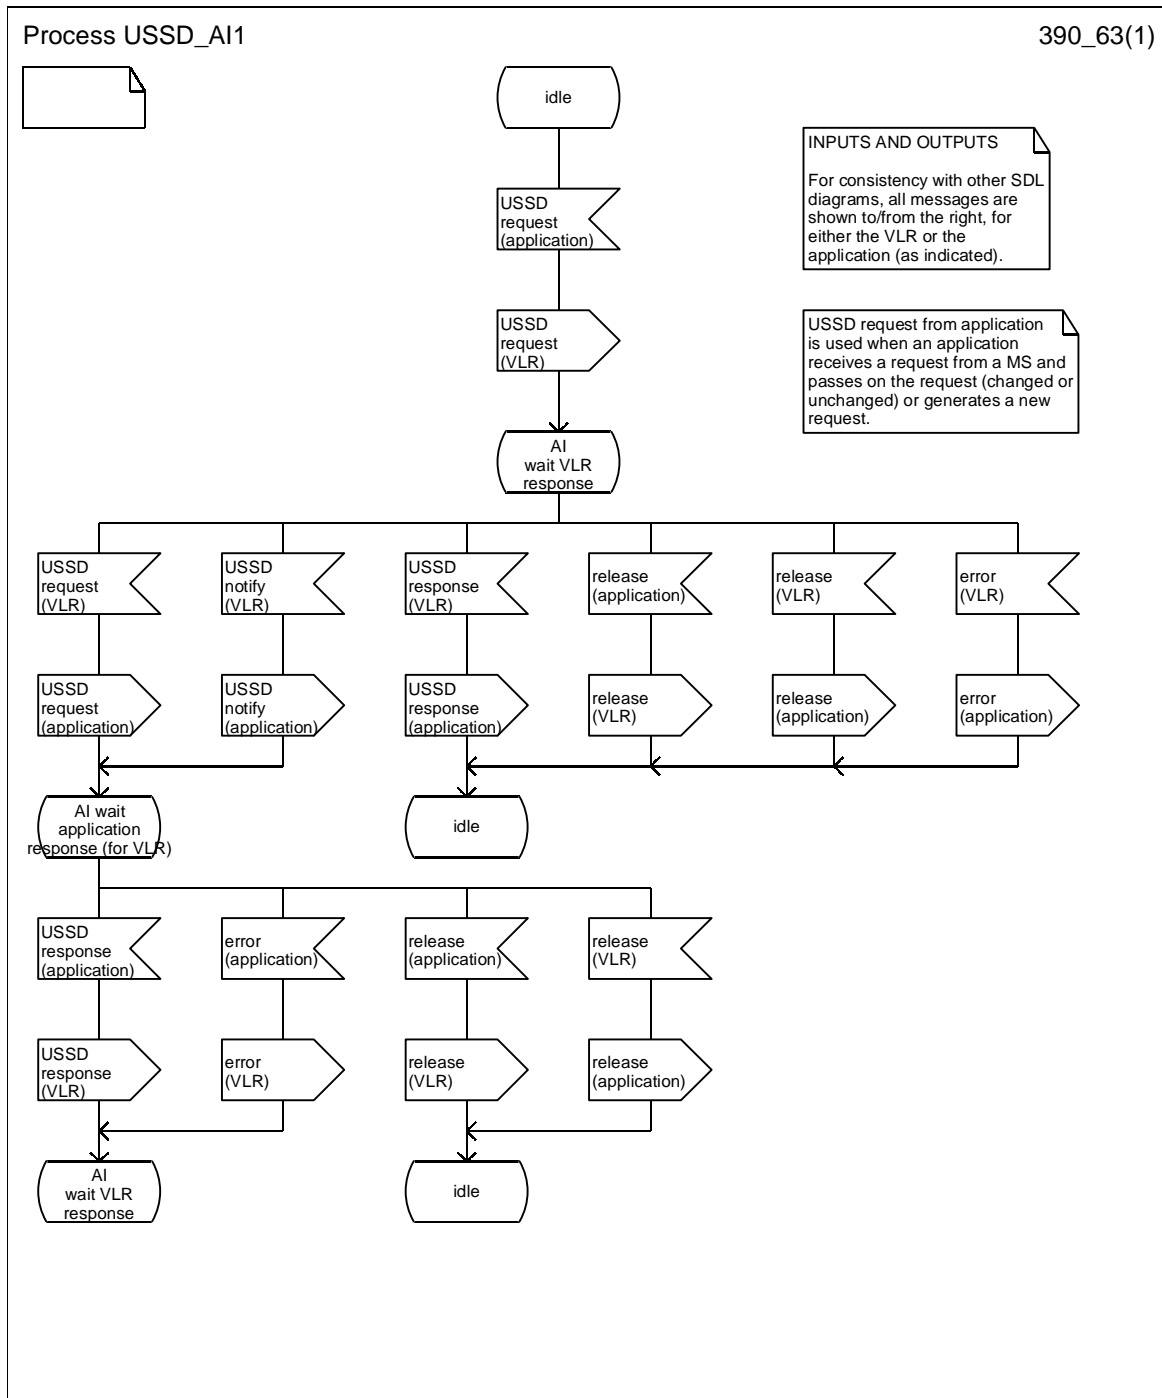 Process USSD_AI1
390_63(1)
idle
INPUTS AND OUTPUTS
For consistency with other SDL
diagrams, all messages are
shown to/from the right, for
either the VLR or the
application (as indicated).
USSD
request
(application)
USSD
request
(VLR)
USSD request from application
is used when an application
receives a request from a MS and
passes on the request (changed or
unchanged) or generates a new
request.
AI
wait VLR
response
USSD
request
(VLR)
USSD
notify
(VLR)
USSD
response
(VLR)
release
(application)
release
(VLR)
error
(VLR)
USSD
request
(application)
USSD
notify
(application)
USSD
response
(application)
release
(VLR)
release
(application)
error
(application)
AI wait
application
response (for VLR)
idle
USSD
response
(application)
error
(application)
release
(application)
release
(VLR)
USSD
response
(VLR)
error
(VLR)
release
(VLR)
release
(application)
AI
wait VLR
response
idle